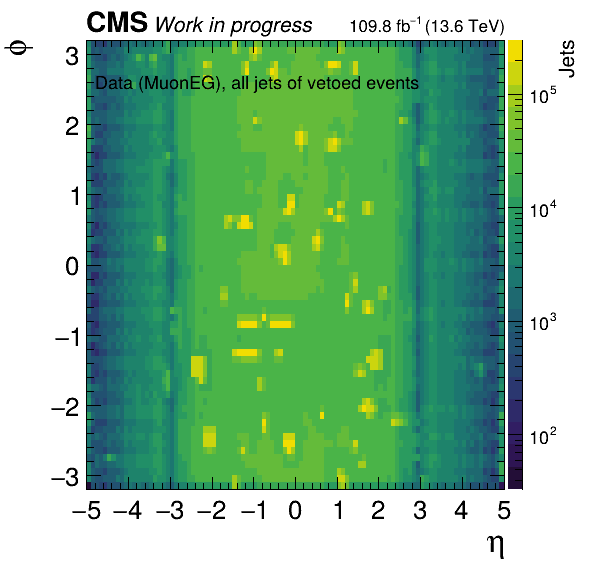 CMS Work in progress 109.8 fb⁻¹ (13.6 TeV)
ϕ
Jets
Data (MuonEG), all jets of vetoed events
3
2
1
0
−1
−2
−3
−5 −4 −3 −2 −1 0 1 2 3 4 5
η
10⁵
10⁴
10³
10²